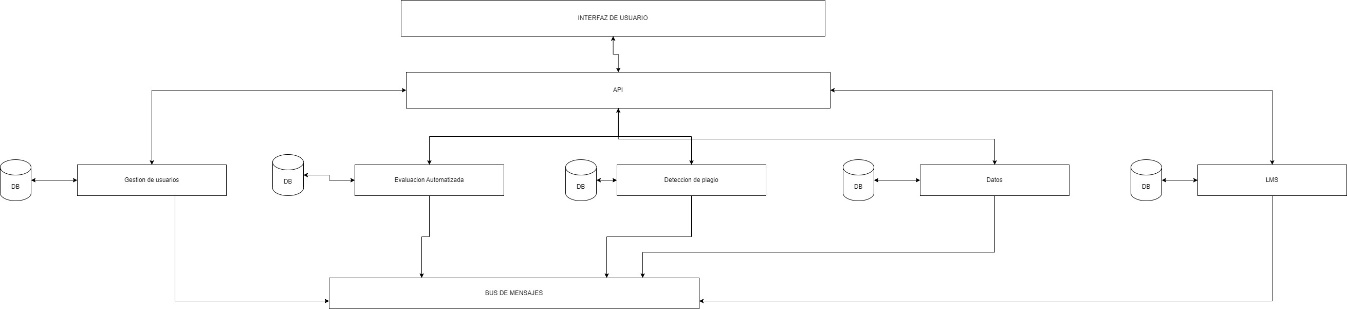 INTERFAZ DE USUARIO
API
DB
Gestion de usuarios
DB
Evaluacion Automatizada
DB
Deteccion de plagio
DB
Datos
DB
LMS
BUS DE MENSAJES